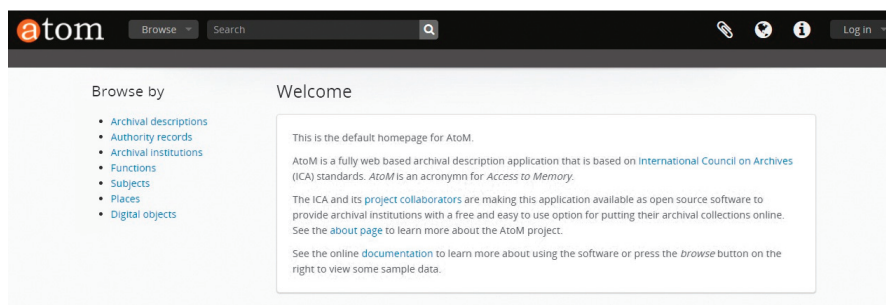 atom Browse Search Log in
Browse by
Archival descriptions
Authority records
Archival institutions
Functions
Subjects
Places
Digital objects
Welcome
This is the default homepage for AtoM.
AtoM is a fully web based archival description application that is based on International Council on Archives
(ICA) standards. AtoM is an acronymn for Access to Memory.
The ICA and its project collaborators are making this application available as open source software to
provide archival institutions with a free and easy to use option for putting their archival collections online.
See the about page to learn more about the AtoM project.
See the online documentation to learn more about using the software or press the browse button on the
right to view some sample data.